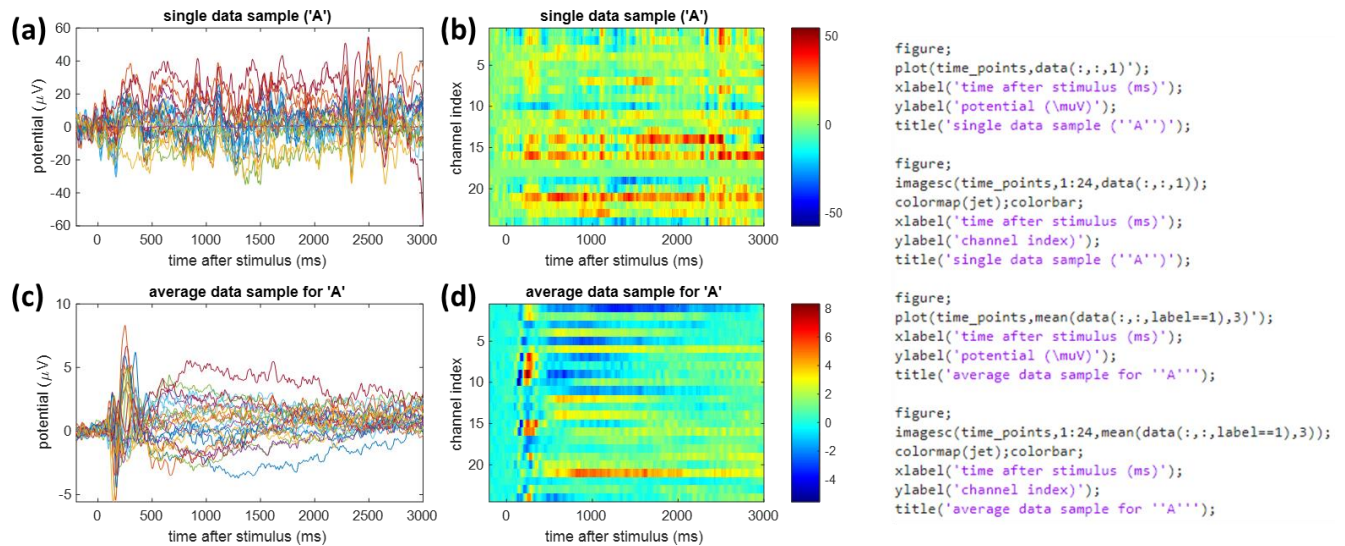 (a)
single data sample ('A')
60
40
20
0
-20
-40
-60
potential (μV)
0 500 1000 1500 2000 2500 3000
time after stimulus (ms)
(b)
single data sample ('A')
5
10
15
20
channel index
0 1000 2000 3000
time after stimulus (ms)
50
0
-50
(c)
average data sample for 'A'
10
5
0
-5
potential (μV)
0 500 1000 1500 2000 2500 3000
time after stimulus (ms)
(d)
average data sample for 'A'
5
10
15
20
channel index
0 1000 2000 3000
time after stimulus (ms)
8
6
4
2
0
-2
-4
figure;
plot(time_points,data(:,:,1)');
xlabel('time after stimulus (ms)');
ylabel('potential (\muV)');
title('single data sample (''A'')');
figure;
imagesc(time_points,1:24,data(:,:,1));
colormap(jet);colorbar;
xlabel('time after stimulus (ms)');
ylabel('channel index)');
title('single data sample (''A'')');
figure;
plot(time_points,mean(data(:,:,label==1),3)');
xlabel('time after stimulus (ms)');
ylabel('potential (\muV)');
title('average data sample for ''A''');
figure;
imagesc(time_points,1:24,mean(data(:,:,label==1),3));
colormap(jet);colorbar;
xlabel('time after stimulus (ms)');
ylabel('channel index)');
title('average data sample for ''A''');